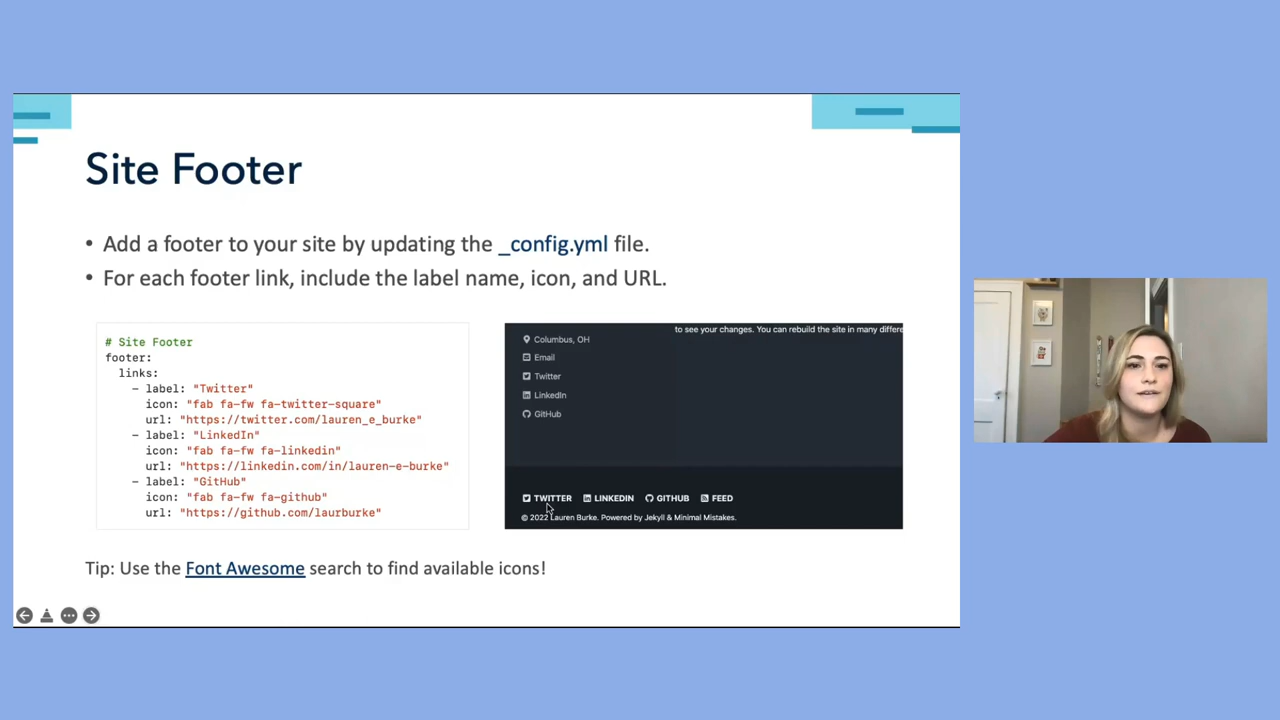 Site Footer
• Add a footer to your site by updating the _config.yml file.
• For each footer link, include the label name, icon, and URL.
# Site Footer
footer:
links:
- label: "Twitter"
icon: "fab fa-fw fa-twitter-square"
url: "https://twitter.com/lauren_e_burke"
- label: "LinkedIn"
icon: "fab fa-fw fa-linkedin"
url: "https://linkedin.com/in/lauren-e-burke"
- label: "GitHub"
icon: "fab fa-fw fa-github"
url: "https://github.com/laurburke"
to see your changes. You can rebuild the site in many differe
Columbus, OH
Email
Twitter
LinkedIn
GitHub
TWITTER LINKEDIN GITHUB FEED
© 2022 Lauren Burke. Powered by Jekyll & Minimal Mistakes.
Tip: Use the Font Awesome search to find available icons!